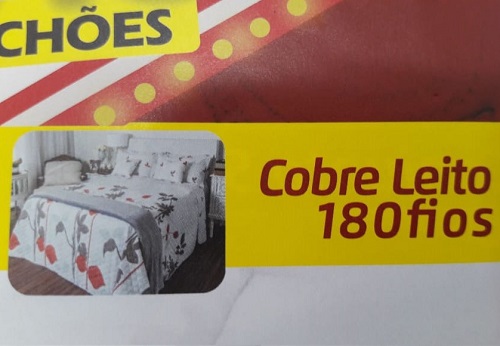 CHÕES
Cobre Leito
180fios